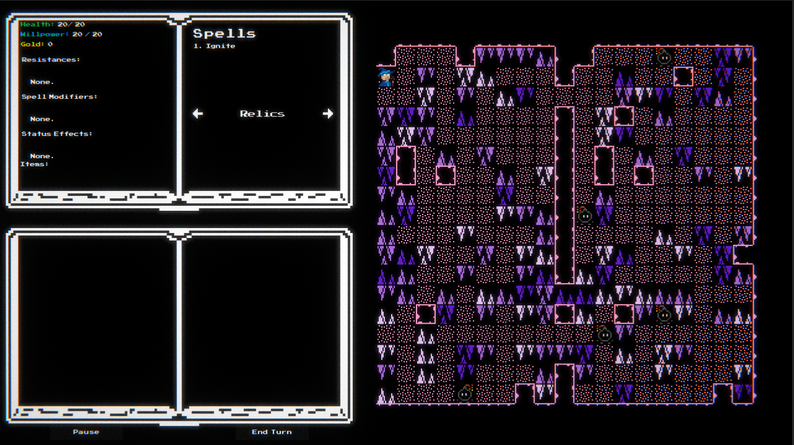 Health: 20/20
Willpower: 20/20
Gold: 0
Resistances:
None.
Spell Modifiers:
None.
Status Effects:
None.
Items:
Spells
1. Ignite
Relics
Pause
End Turn